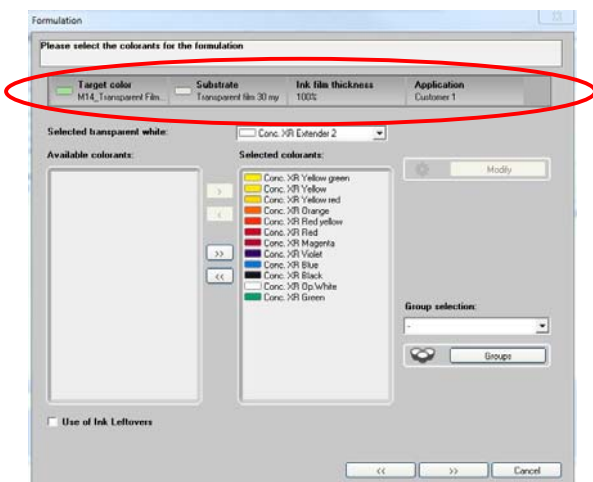 Formulation
Please select the colorants for the formulation
Target color Substrate Ink film thickness Application
M14_Transparent Film... Transparent film 30 my 100% Customer 1
Selected transparent white: Conc. XR Extender 2
Available colorants: Selected colorants:
Modify
Conc. XR Yellow green
Conc. XR Yellow
Conc. XR Yellow red
Conc. XR Orange
Conc. XR Red yellow
Conc. XR Red
Conc. XR Magenta
Conc. XR Violet
Conc. XR Blue
Conc. XR Black
Conc. XR Op.White
Conc. XR Green
>
<
>>
<<
Group selection:
-
Groups
Use of Ink Leftovers
<< >> Cancel